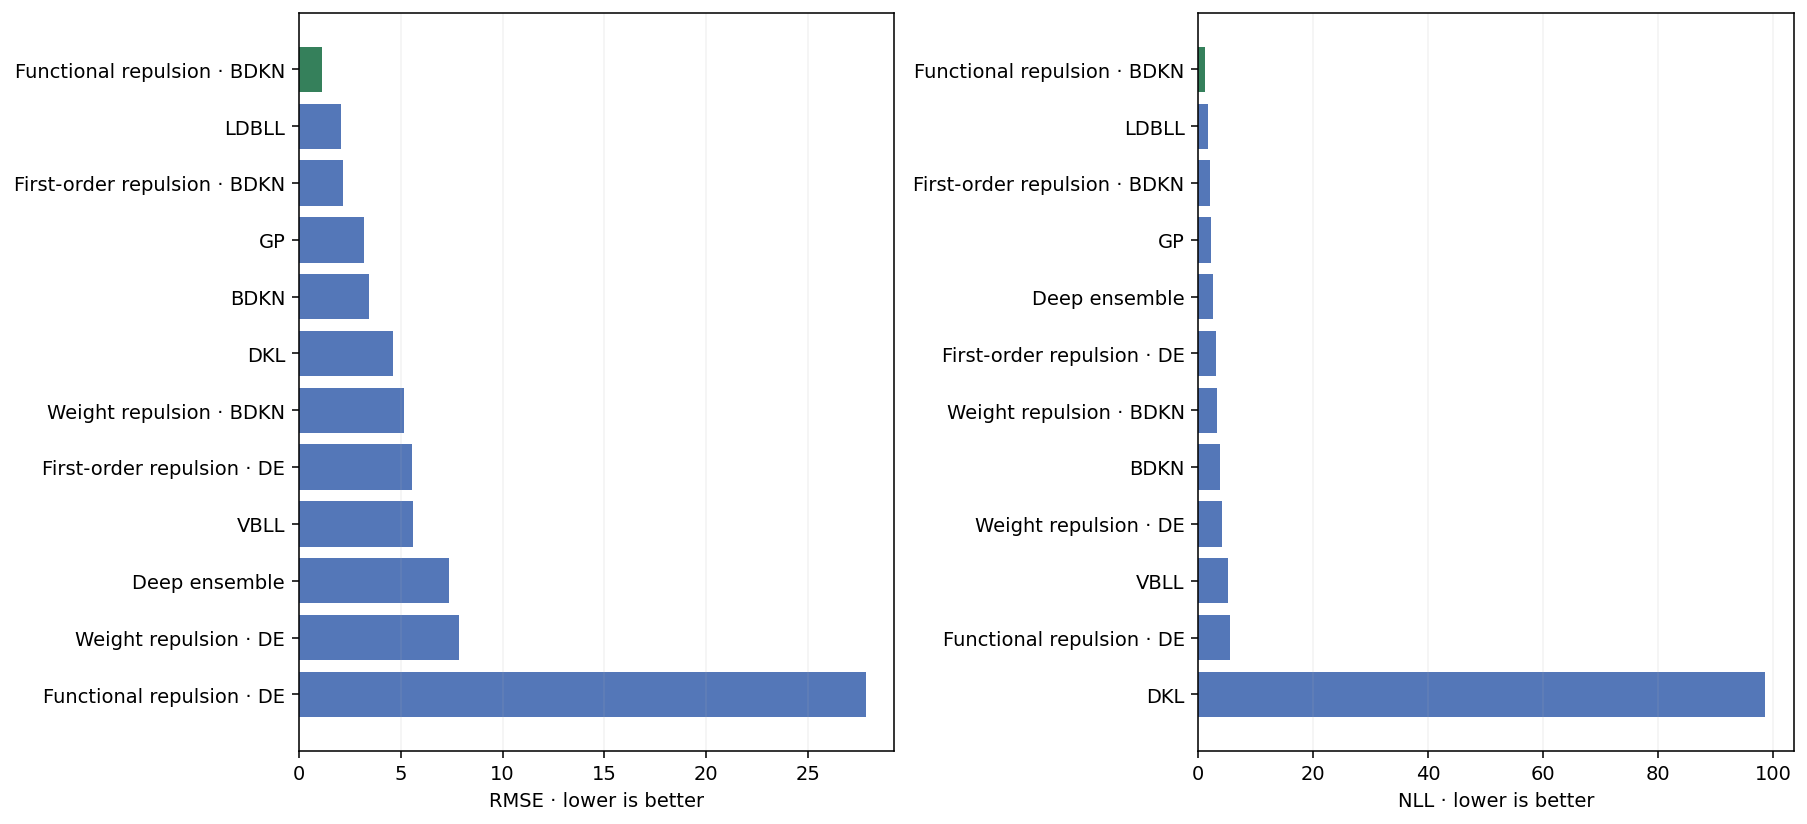 Functional repulsion · BDKN
LDBLL
First-order repulsion · BDKN
GP
BDKN
DKL
Weight repulsion · BDKN
First-order repulsion · DE
VBLL
Deep ensemble
Weight repulsion · DE
Functional repulsion · DE
0 5 10 15 20 25
RMSE · lower is better
Functional repulsion · BDKN
LDBLL
First-order repulsion · BDKN
GP
Deep ensemble
First-order repulsion · DE
Weight repulsion · BDKN
BDKN
Weight repulsion · DE
VBLL
Functional repulsion · DE
DKL
0 20 40 60 80 100
NLL · lower is better